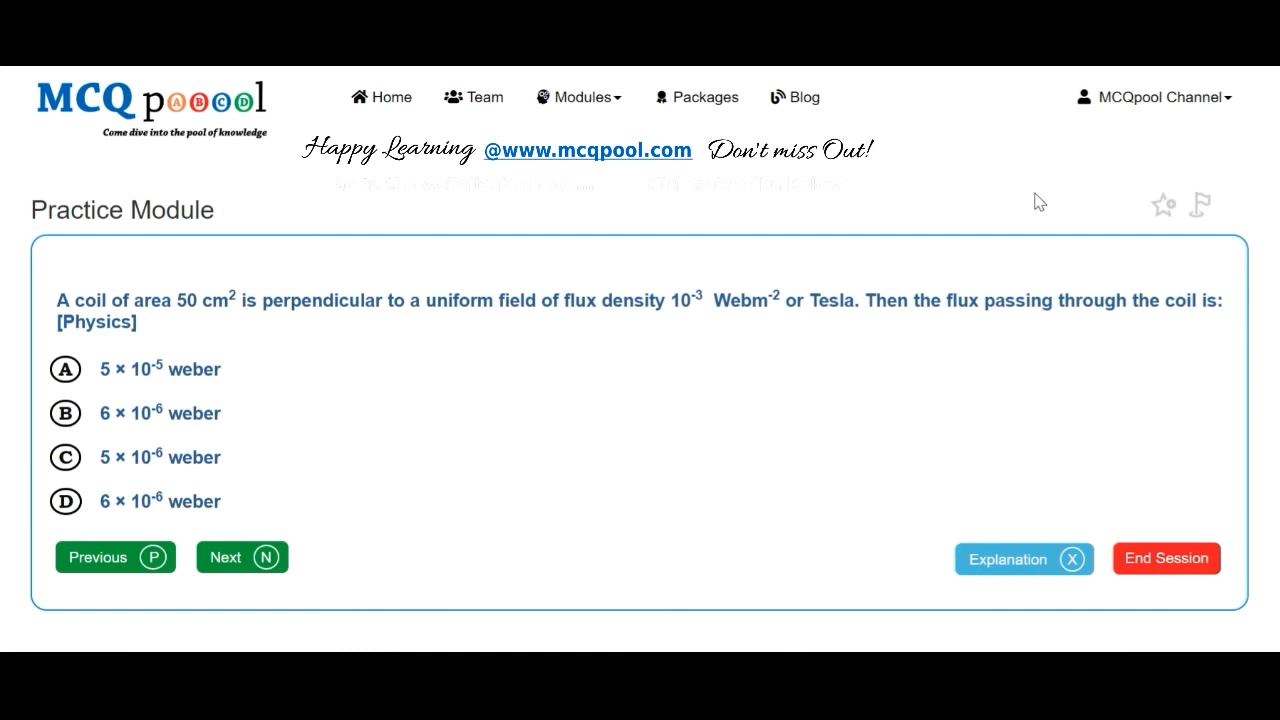 MCQ pooool
Come dive into the pool of knowledge
Home Team Modules Packages Blog MCQpool Channel
Happy Learning @www.mcqpool.com Don't miss Out!
Practice Module
A coil of area 50 cm² is perpendicular to a uniform field of flux density 10⁻³ Webm⁻² or Tesla. Then the flux passing through the coil is:
[Physics]
A 5 × 10⁻⁵ weber
B 6 × 10⁻⁶ weber
C 5 × 10⁻⁶ weber
D 6 × 10⁻⁶ weber
Previous P Next N Explanation X End Session